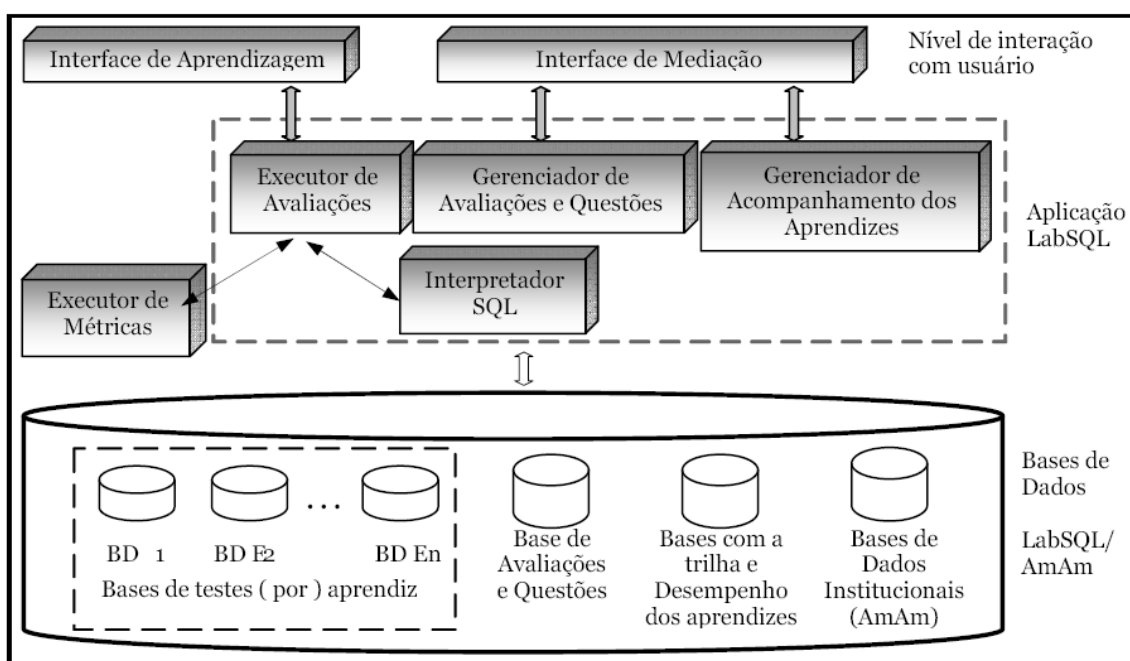 Interface de Aprendizagem
Interface de Mediação
Nível de interação
com usuário
Executor de
Avaliações
Gerenciador de
Avaliações e Questões
Gerenciador de
Acompanhamento dos
Aprendizes
Aplicação
LabSQL
Executor de
Métricas
Interpretador
SQL
BD 1
BD E2
...
BD En
Bases de testes ( por ) aprendiz
Base de
Avaliações
e Questões
Bases com a
trilha e
Desempenho
dos aprendizes
Bases de
Dados
Institucionais
(AmAm)
Bases de
Dados
LabSQL/
AmAm